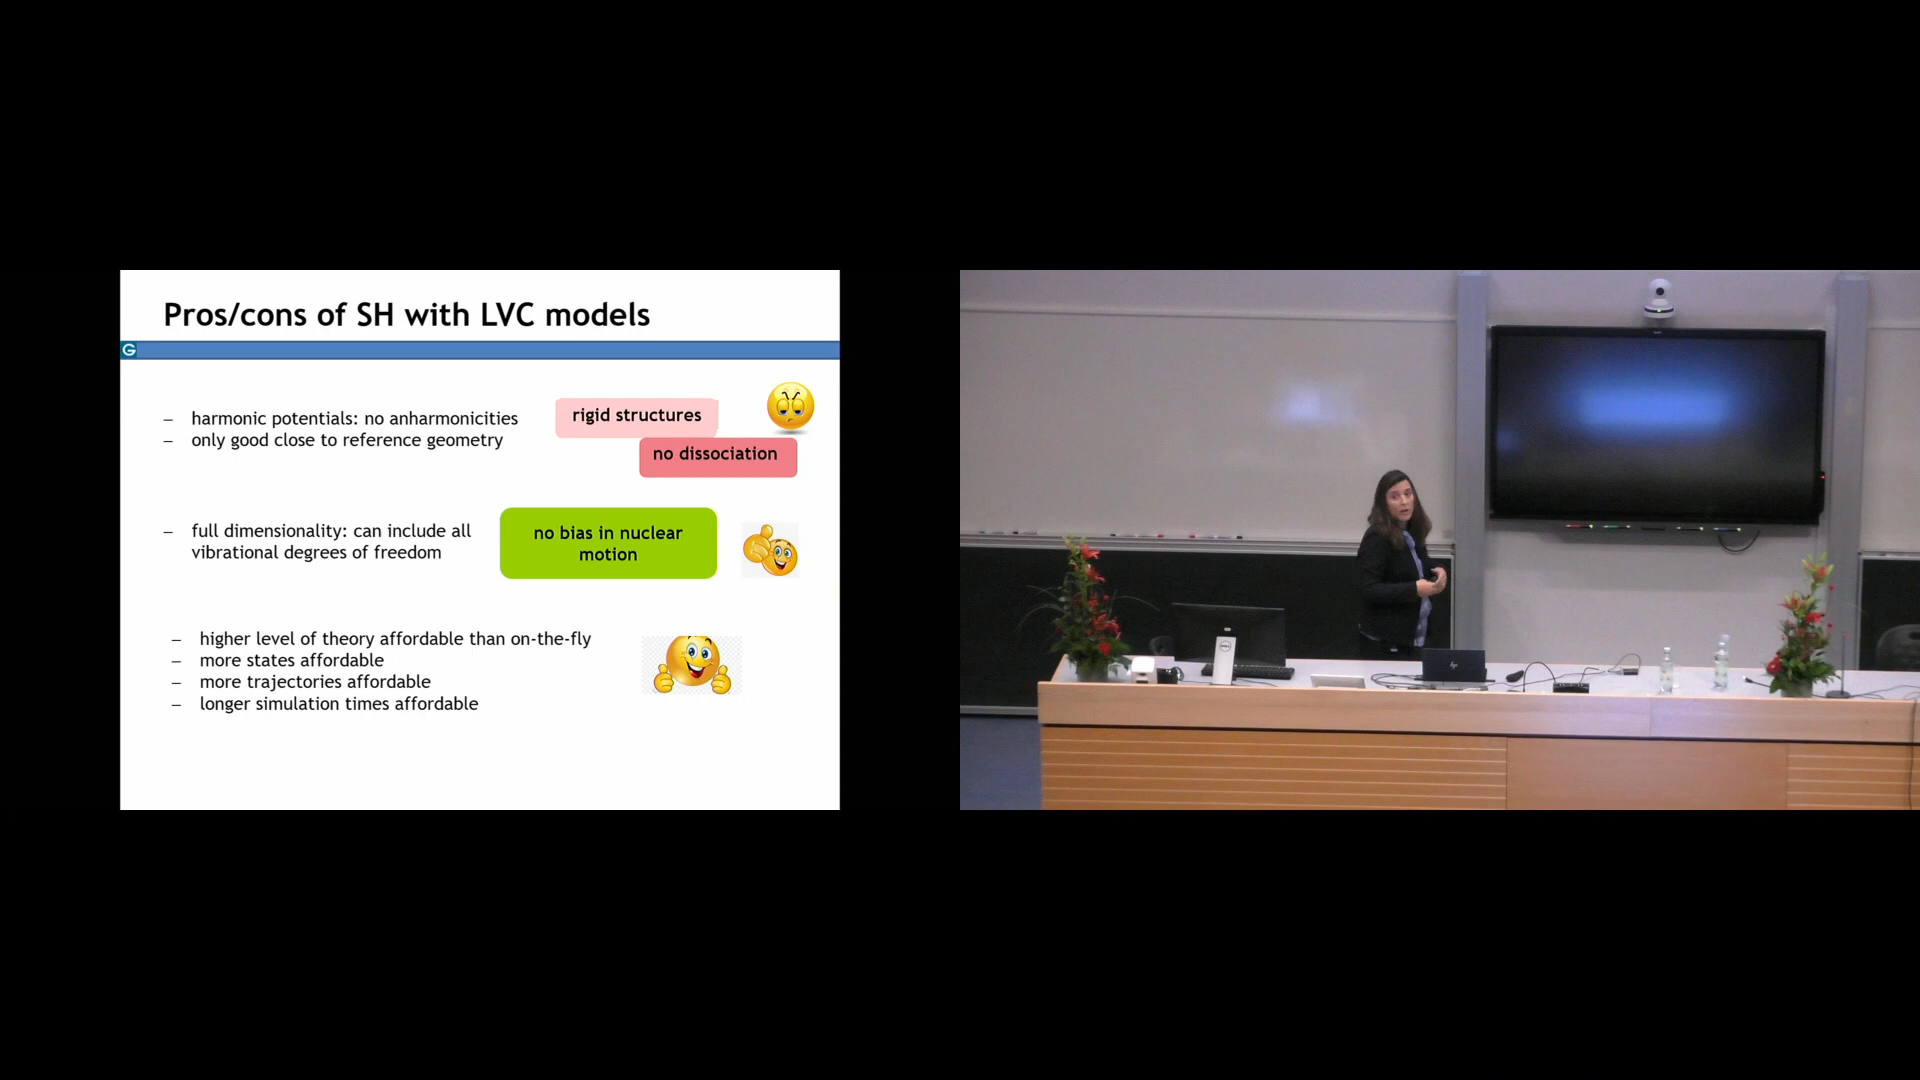 Pros/cons of SH with LVC models
G
– harmonic potentials: no anharmonicities
– only good close to reference geometry
rigid structures
no dissociation
– full dimensionality: can include all
vibrational degrees of freedom
no bias in nuclear
motion
– higher level of theory affordable than on-the-fly
– more states affordable
– more trajectories affordable
– longer simulation times affordable
DELL
hp